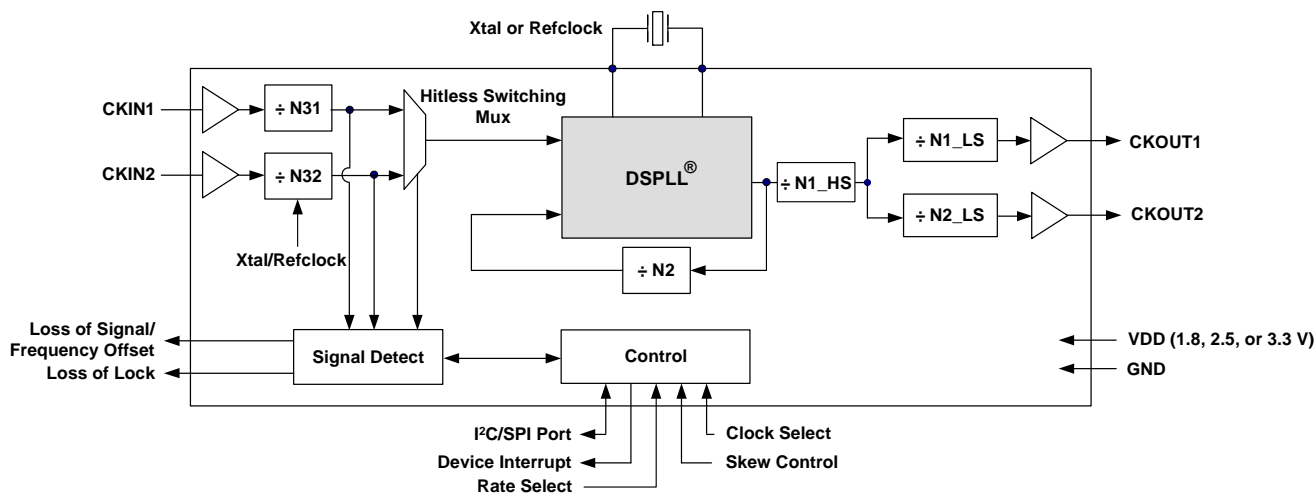 Xtal or Refclock
CKIN1
÷ N31
Hitless Switching
Mux
CKIN2
÷ N32
DSPLL®
÷ N1_HS
÷ N1_LS
CKOUT1
÷ N2_LS
CKOUT2
Xtal/Refclock
÷ N2
Loss of Signal/
Frequency Offset
Loss of Lock
Signal Detect
Control
VDD (1.8, 2.5, or 3.3 V)
GND
I²C/SPI Port
Device Interrupt
Rate Select
Clock Select
Skew Control